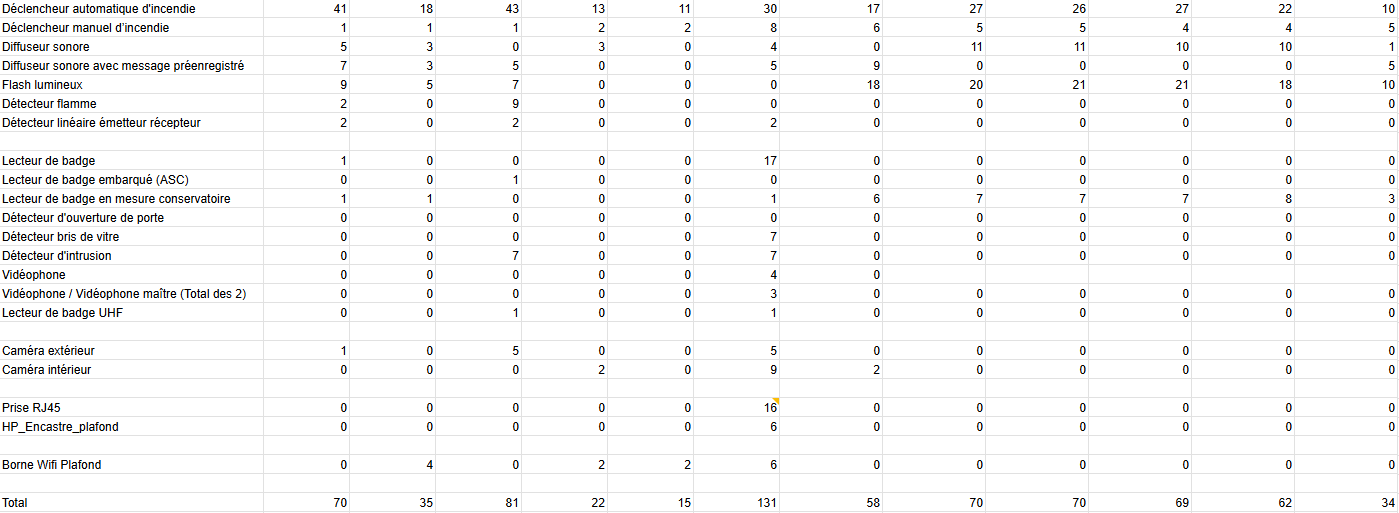 Déclencheur automatique d'incendie 41 18 43 13 11 30 17 27 26 27 22 10
Déclencheur manuel d'incendie 1 1 1 2 2 8 6 5 5 4 4 5
Diffuseur sonore 5 3 0 3 0 4 0 11 11 10 10 1
Diffuseur sonore avec message préenregistré 7 3 5 0 0 5 9 0 0 0 0 5
Flash lumineux 9 5 7 0 0 0 18 20 21 21 18 10
Détecteur flamme 2 0 9 0 0 0 0 0 0 0 0 0
Détecteur linéaire émetteur récepteur 2 0 2 0 0 2 0 0 0 0 0 0
Lecteur de badge 1 0 0 0 0 17 0 0 0 0 0 0
Lecteur de badge embarqué (ASC) 0 0 1 0 0 0 0 0 0 0 0 0
Lecteur de badge en mesure conservatoire 1 1 0 0 0 1 6 7 7 7 8 3
Détecteur d'ouverture de porte 0 0 0 0 0 0 0 0 0 0 0 0
Détecteur bris de vitre 0 0 0 0 0 7 0 0 0 0 0 0
Détecteur d'intrusion 0 0 7 0 0 7 0 0 0 0 0 0
Vidéophone 0 0 0 0 0 4 0
Vidéophone / Vidéophone maître (Total des 2) 0 0 0 0 0 3 0 0 0 0 0 0
Lecteur de badge UHF 0 0 1 0 0 1 0 0 0 0 0 0
Caméra extérieur 1 0 5 0 0 5 0 0 0 0 0 0
Caméra intérieur 0 0 0 2 0 9 2 0 0 0 0 0
Prise RJ45 0 0 0 0 0 16 0 0 0 0 0 0
HP_Encastre_plafond 0 0 0 0 0 6 0 0 0 0 0 0
Borne Wifi Plafond 0 4 0 2 2 6 0 0 0 0 0 0
Total 70 35 81 22 15 131 58 70 70 69 62 34